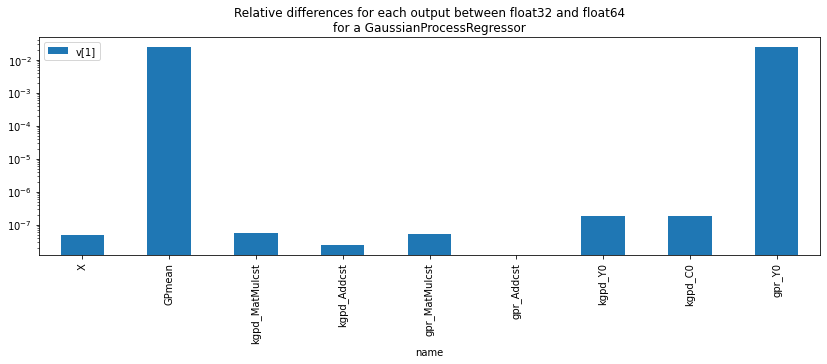 Relative differences for each output between float32 and float64
for a GaussianProcessRegressor
v[1]
10⁻²
10⁻³
10⁻⁴
10⁻⁵
10⁻⁶
10⁻⁷
X
GPmean
kgpd_MatMulcst
kgpd_Addcst
gpr_MatMulcst
gpr_Addcst
kgpd_Y0
kgpd_C0
gpr_Y0
name